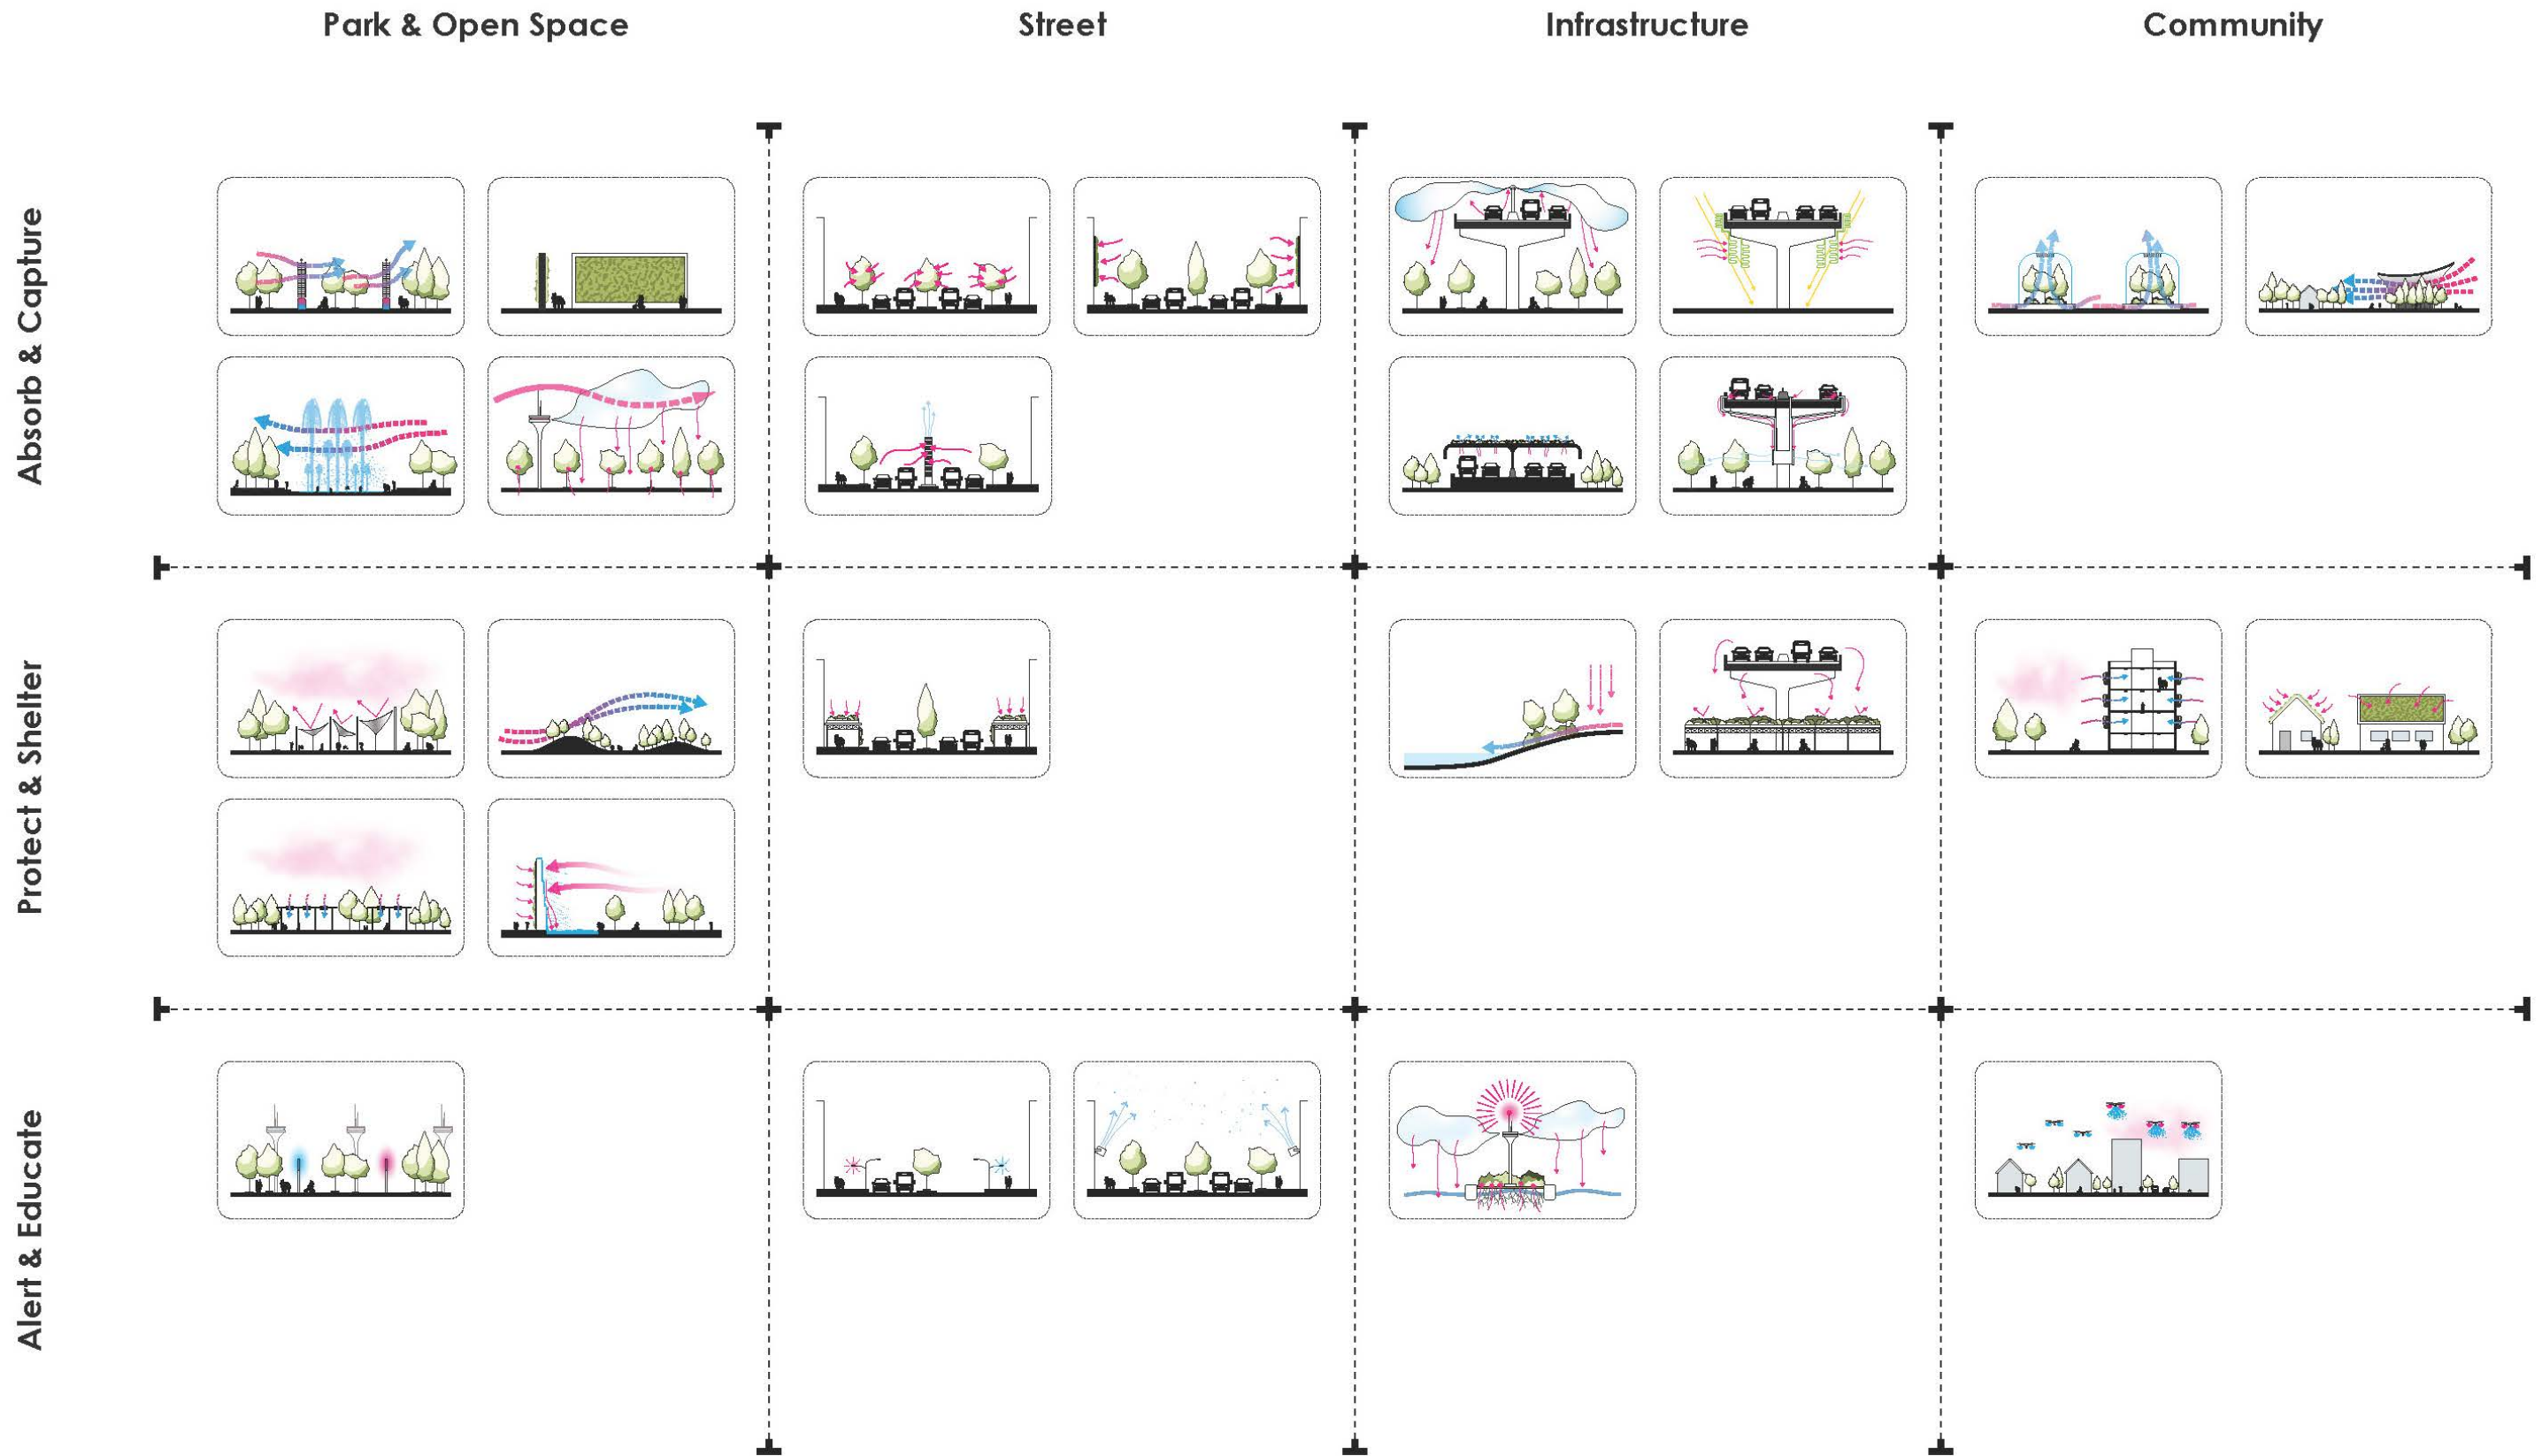 Park & Open Space
Street
Infrastructure
Community
Absorb & Capture
Protect & Shelter
Alert & Educate